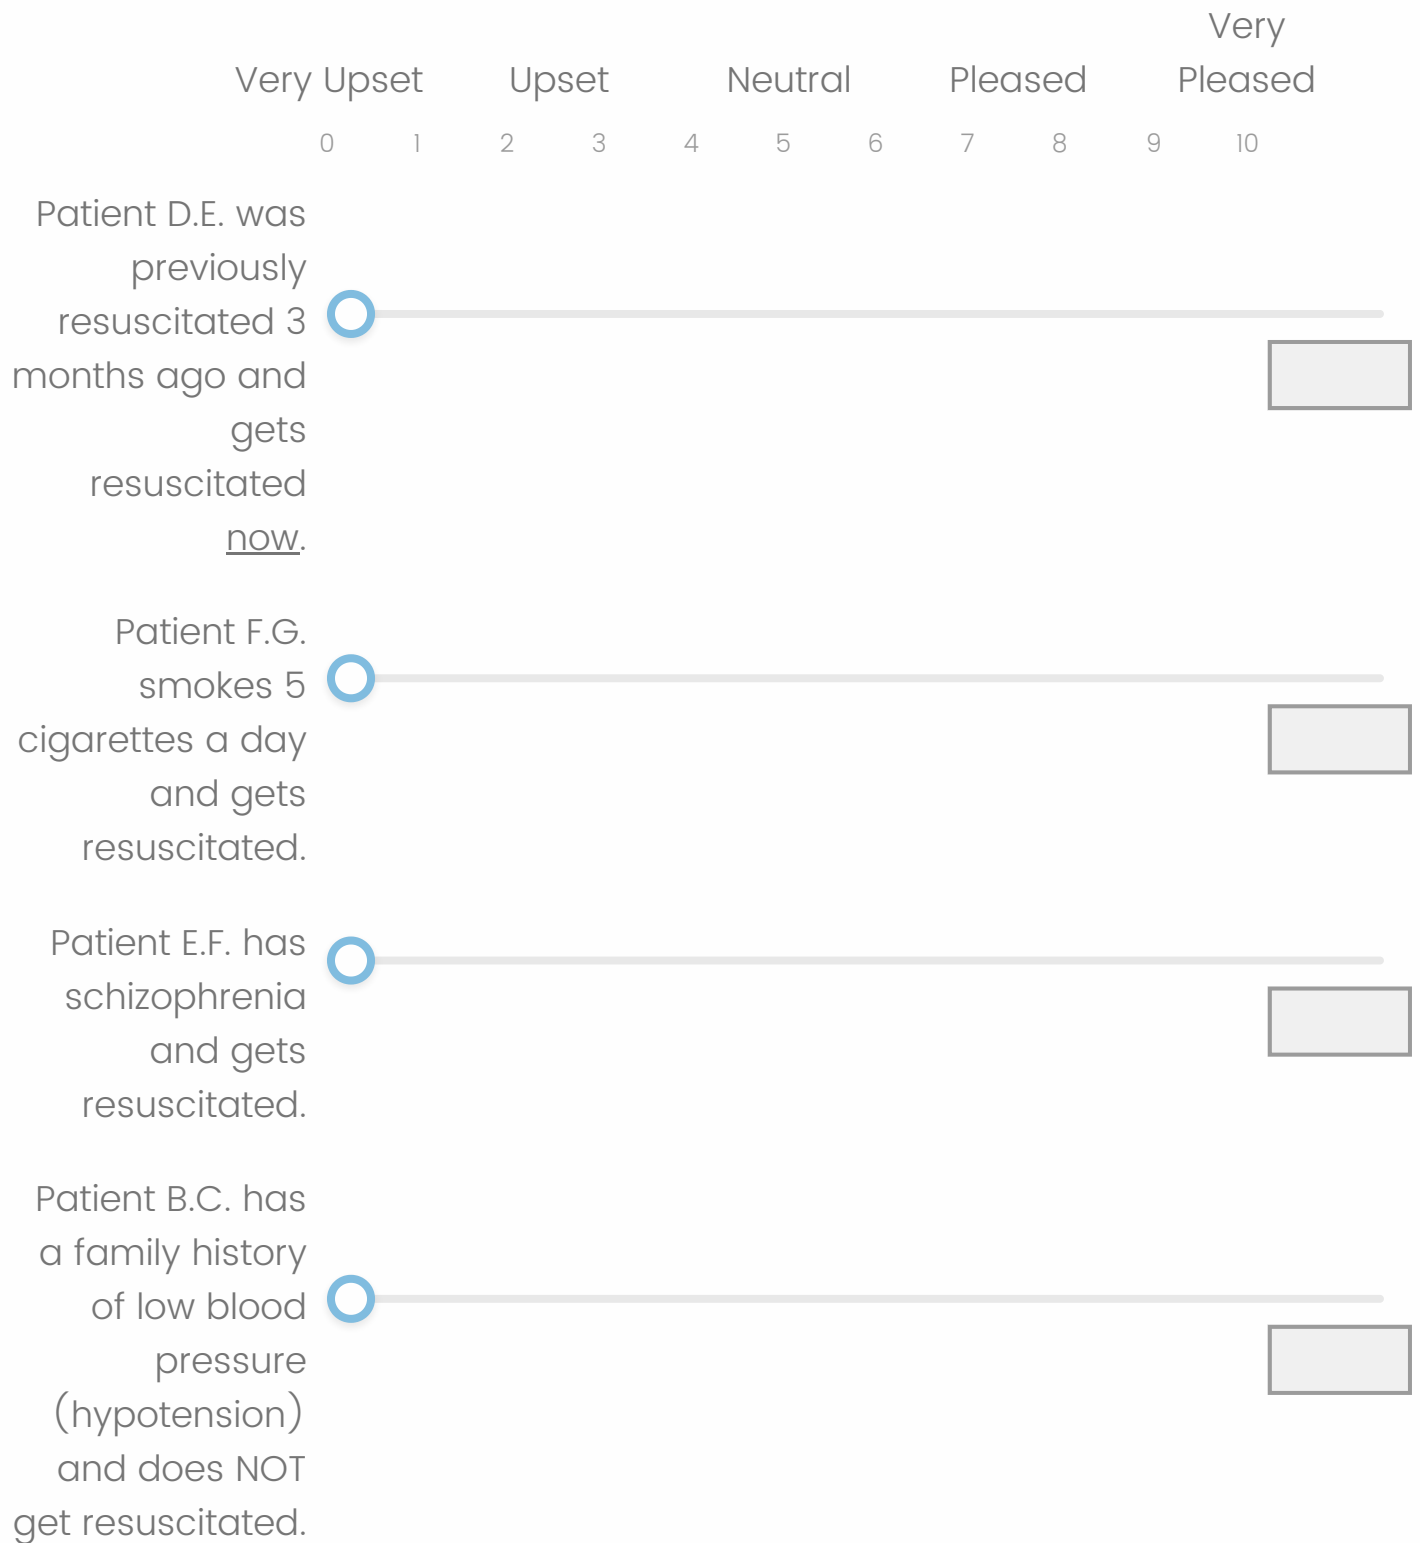 Very
Very Upset Upset Neutral Pleased Pleased
0 1 2 3 4 5 6 7 8 9 10
Patient D.E. was
previously
resuscitated 3
months ago and
gets
resuscitated
now.
Patient F.G.
smokes 5
cigarettes a day
and gets
resuscitated.
Patient E.F. has
schizophrenia
and gets
resuscitated.
Patient B.C. has
a family history
of low blood
pressure
(hypotension)
and does NOT
get resuscitated.